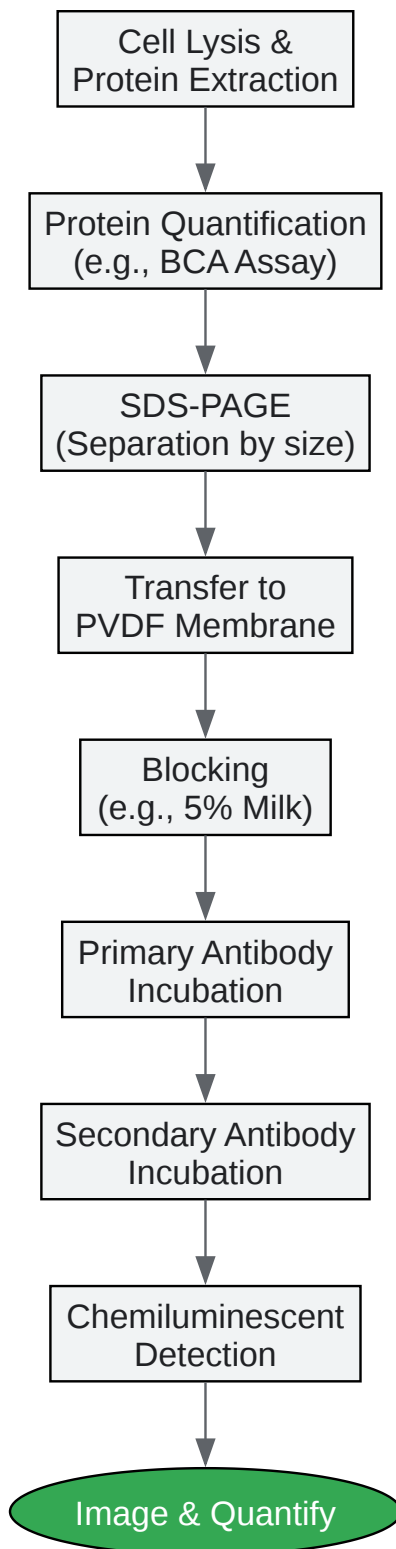 Cell Lysis &
Protein Extraction
Protein Quantification
(e.g., BCA Assay)
SDS-PAGE
(Separation by size)
Transfer to
PVDF Membrane
Blocking
(e.g., 5% Milk)
Primary Antibody
Incubation
Secondary Antibody
Incubation
Chemiluminescent
Detection
Image & Quantify